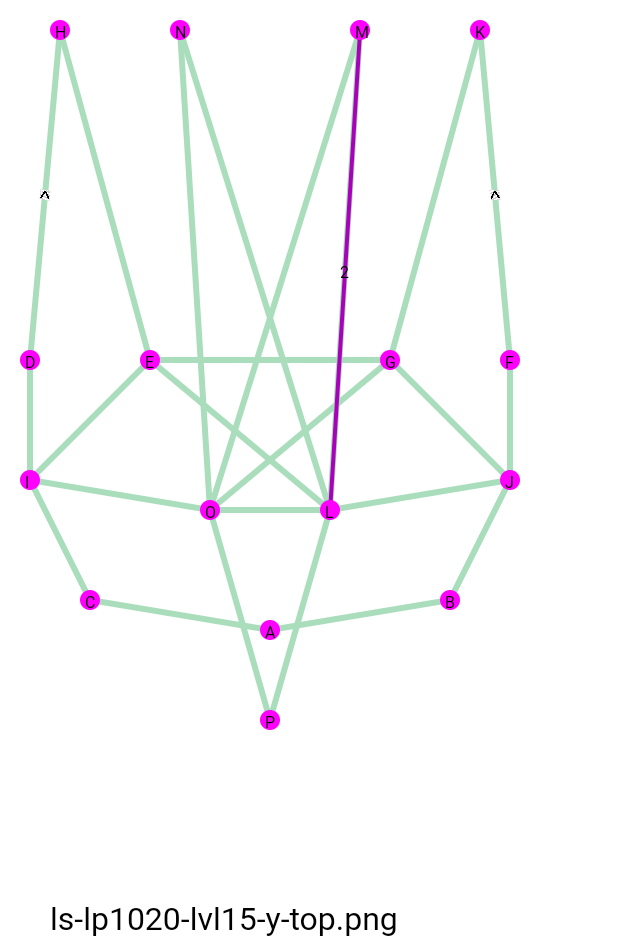 H N M K
^ ^
2
D E G F
I O L J
C A B
P
ls-lp1020-lvl15-y-top.png